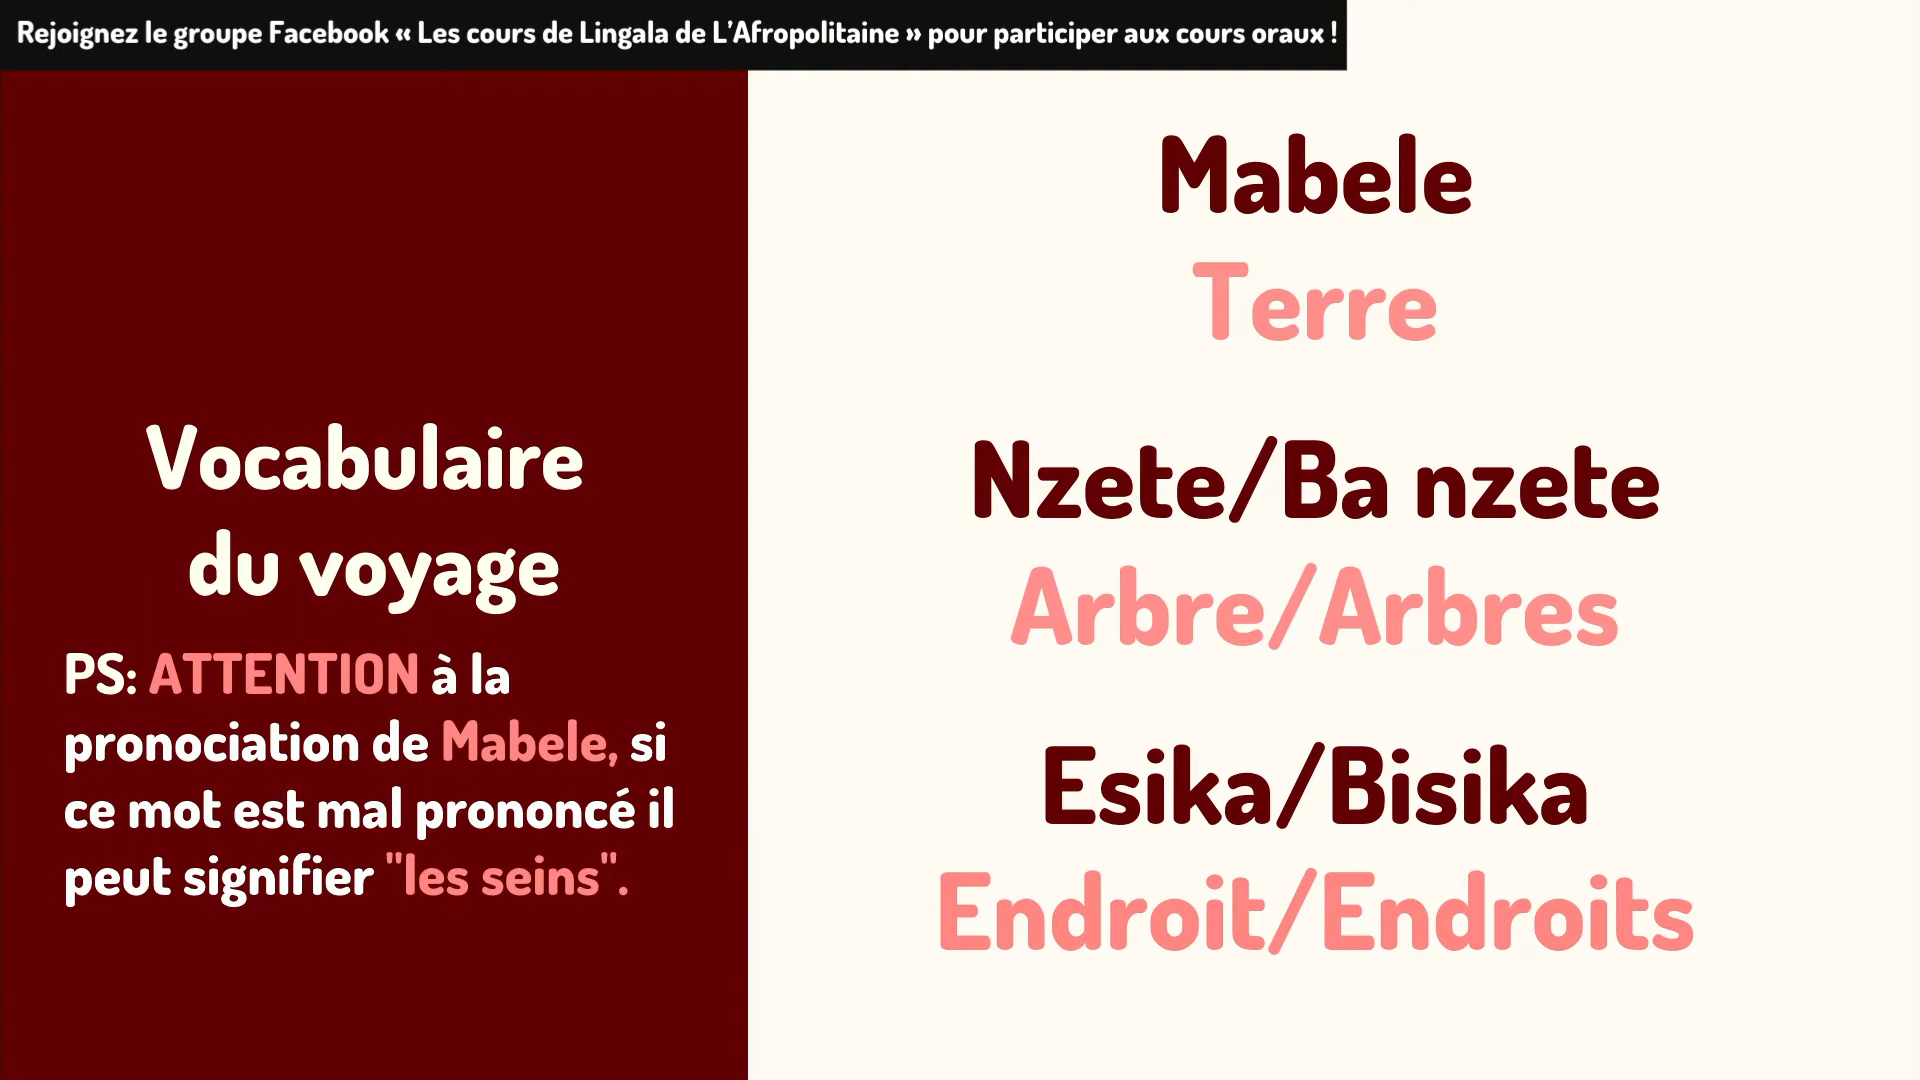 Rejoignez le groupe Facebook « Les cours de Lingala de L’Afropolitaine » pour participer aux cours oraux !
Vocabulaire
du voyage
PS: ATTENTION à la
pronociation de Mabele, si
ce mot est mal prononcé il
peut signifier "les seins".
Mabele
Terre
Nzete/Ba nzete
Arbre/Arbres
Esika/Bisika
Endroit/Endroits